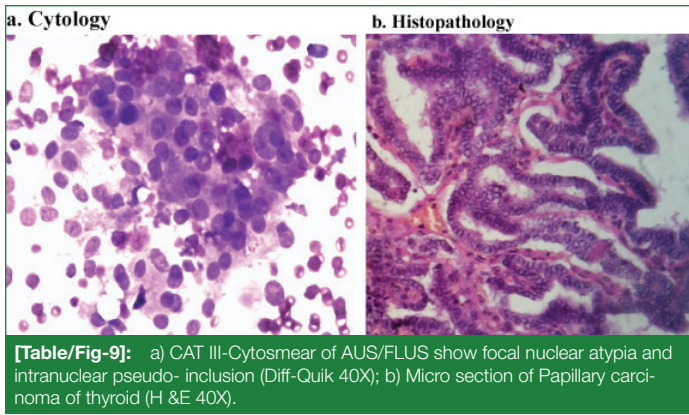 a. Cytology
b. Histopathology
[Table/Fig-9]: a) CAT III-Cytosmear of AUS/FLUS show focal nuclear atypia and
intranuclear pseudo- inclusion (Diff-Quik 40X); b) Micro section of Papillary carci-
noma of thyroid (H &E 40X).